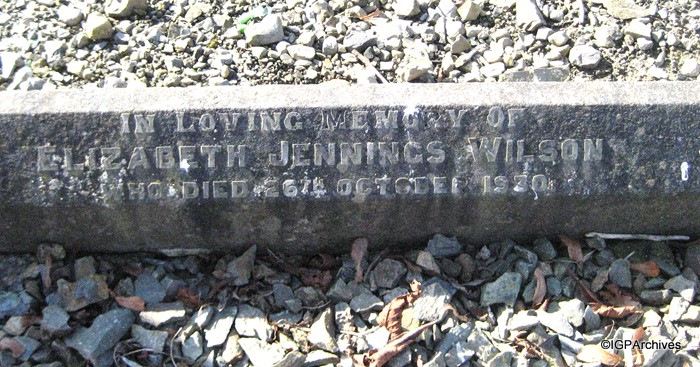 IN LOVING MEMORY OF
ELIZABETH JENNINGS WILSON
WHO DIED 26TH OCTOBER 1930
©IGPArchives